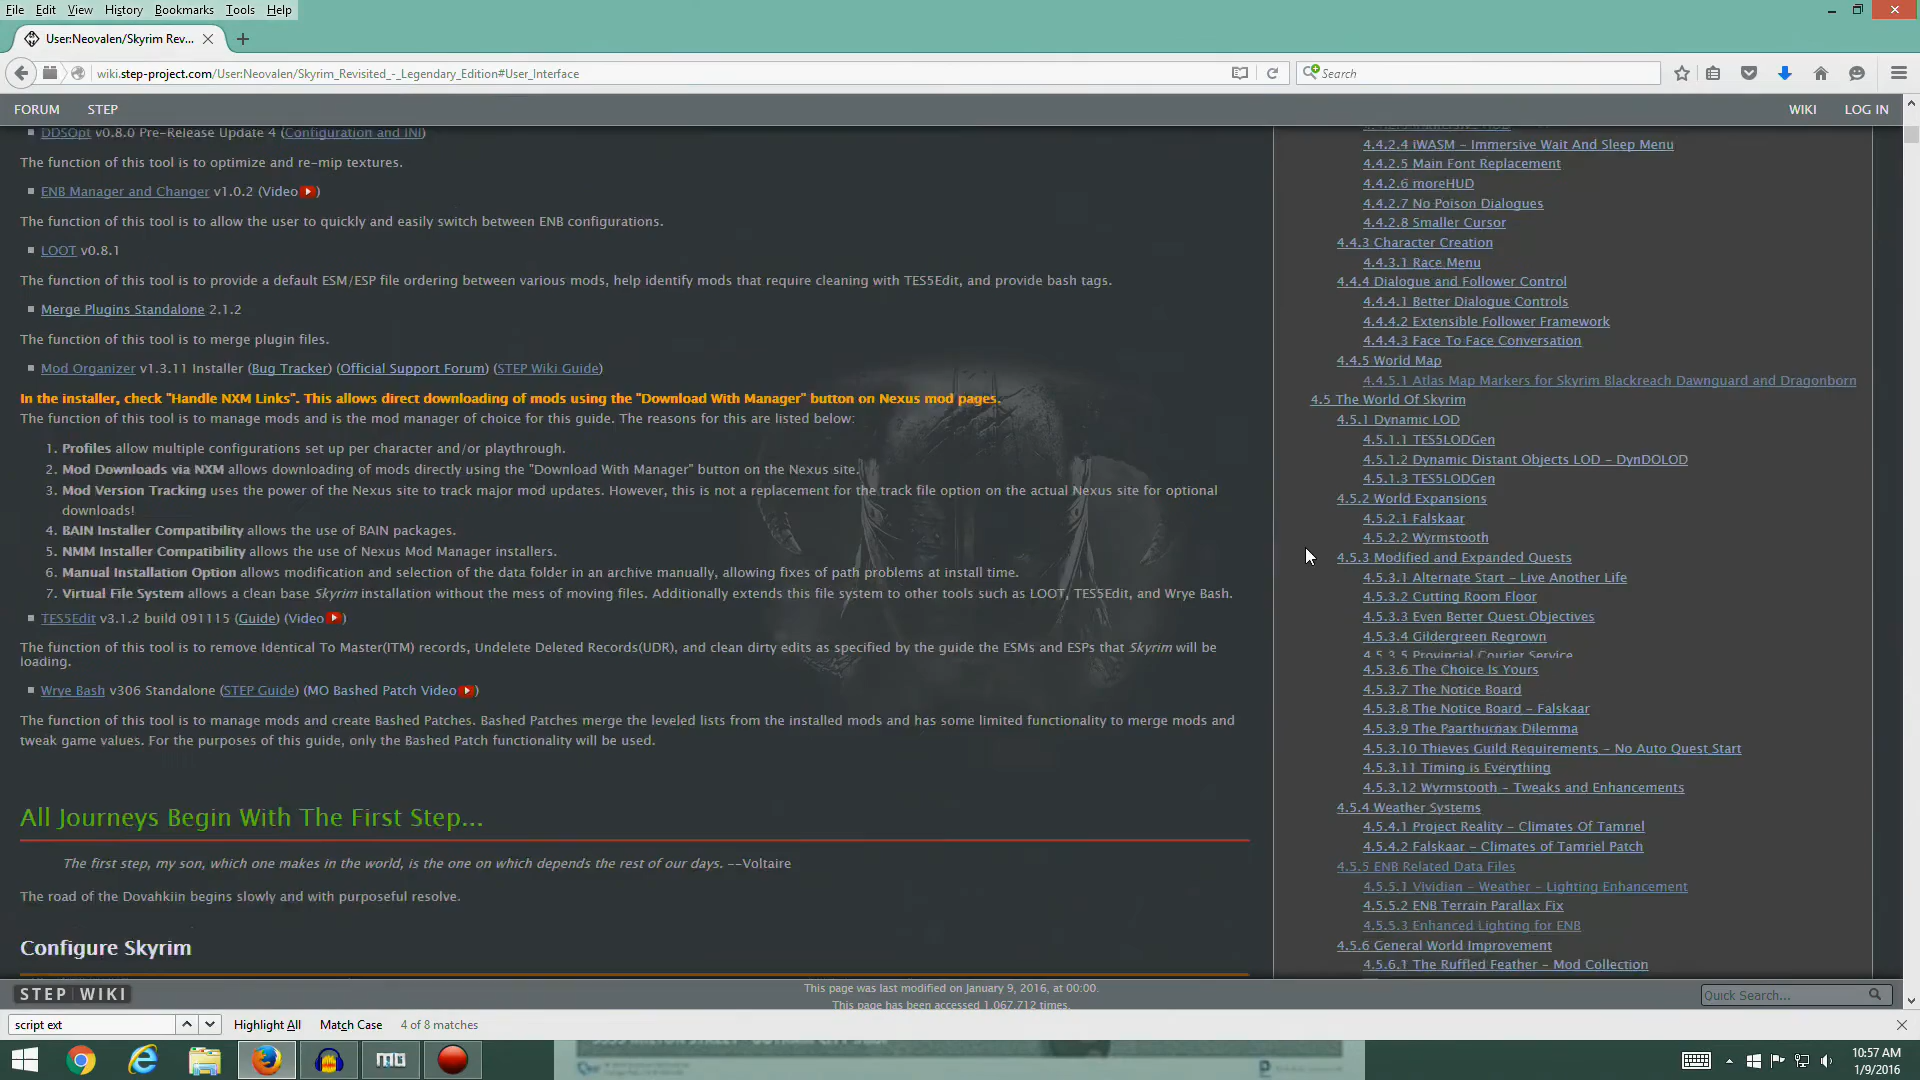 File Edit View History Bookmarks Tools Help
User:Neovalen/Skyrim Rev...
wiki.step-project.com/User:Neovalen/Skyrim_Revisited_-_Legendary_Edition#User_Interface
Search
FORUM STEP WIKI LOG IN
DDSOpt v0.8.0 Pre-Release Update 4 (Configuration and INI)
The function of this tool is to optimize and re-mip textures.
ENB Manager and Changer v1.0.2 (Video)
The function of this tool is to allow the user to quickly and easily switch between ENB configurations.
LOOT v0.8.1
The function of this tool is to provide a default ESM/ESP file ordering between various mods, help identify mods that require cleaning with TES5Edit, and provide bash tags.
Merge Plugins Standalone 2.1.2
The function of this tool is to merge plugin files.
Mod Organizer v1.3.11 Installer (Bug Tracker) (Official Support Forum) (STEP Wiki Guide)
In the installer, check "Handle NXM Links". This allows direct downloading of mods using the "Download With Manager" button on Nexus mod pages.
The function of this tool is to manage mods and is the mod manager of choice for this guide. The reasons for this are listed below:
1. Profiles allow multiple configurations set up per character and/or playthrough.
2. Mod Downloads via NXM allows downloading of mods directly using the "Download With Manager" button on the Nexus site.
3. Mod Version Tracking uses the power of the Nexus site to track major mod updates. However, this is not a replacement for the track file option on the actual Nexus site for optional
downloads!
4. BAIN Installer Compatibility allows the use of BAIN packages.
5. NMM Installer Compatibility allows the use of Nexus Mod Manager installers.
6. Manual Installation Option allows modification and selection of the data folder in an archive manually, allowing fixes of path problems at install time.
7. Virtual File System allows a clean base Skyrim installation without the mess of moving files. Additionally extends this file system to other tools such as LOOT, TES5Edit, and Wrye Bash.
TES5Edit v3.1.2 build 091115 (Guide) (Video)
The function of this tool is to remove Identical To Master(ITM) records, Undelete Deleted Records(UDR), and clean dirty edits as specified by the guide the ESMs and ESPs that Skyrim will be
loading.
Wrye Bash v306 Standalone (STEP Guide) (MO Bashed Patch Video)
The function of this tool is to manage mods and create Bashed Patches. Bashed Patches merge the leveled lists from the installed mods and has some limited functionality to merge mods and
tweak game values. For the purposes of this guide, only the Bashed Patch functionality will be used.
All Journeys Begin With The First Step...
The first step, my son, which one makes in the world, is the one on which depends the rest of our days. --Voltaire
The road of the Dovahkiin begins slowly and with purposeful resolve.
Configure Skyrim
4.4.2.4 iWASM - Immersive Wait And Sleep Menu
4.4.2.5 Main Font Replacement
4.4.2.6 moreHUD
4.4.2.7 No Poison Dialogues
4.4.2.8 Smaller Cursor
4.4.3 Character Creation
4.4.3.1 Race Menu
4.4.4 Dialogue and Follower Control
4.4.4.1 Better Dialogue Controls
4.4.4.2 Extensible Follower Framework
4.4.4.3 Face To Face Conversation
4.4.5 World Map
4.4.5.1 Atlas Map Markers for Skyrim Blackreach Dawnguard and Dragonborn
4.5 The World Of Skyrim
4.5.1 Dynamic LOD
4.5.1.1 TES5LODGen
4.5.1.2 Dynamic Distant Objects LOD - DynDOLOD
4.5.1.3 TES5LODGen
4.5.2 World Expansions
4.5.2.1 Falskaar
4.5.2.2 Wyrmstooth
4.5.3 Modified and Expanded Quests
4.5.3.1 Alternate Start - Live Another Life
4.5.3.2 Cutting Room Floor
4.5.3.3 Even Better Quest Objectives
4.5.3.4 Gildergreen Regrown
4.5.3.5 Provincial Courier Service
4.5.3.6 The Choice Is Yours
4.5.3.7 The Notice Board
4.5.3.8 The Notice Board - Falskaar
4.5.3.9 The Paarthurnax Dilemma
4.5.3.10 Thieves Guild Requirements - No Auto Quest Start
4.5.3.11 Timing is Everything
4.5.3.12 Wyrmstooth - Tweaks and Enhancements
4.5.4 Weather Systems
4.5.4.1 Project Reality - Climates Of Tamriel
4.5.4.2 Falskaar - Climates of Tamriel Patch
4.5.5 ENB Related Data Files
4.5.5.1 Vividian - Weather - Lighting Enhancement
4.5.5.2 ENB Terrain Parallax Fix
4.5.5.3 Enhanced Lighting for ENB
4.5.6 General World Improvement
4.5.6.1 The Ruffled Feather - Mod Collection
STEP WIKI
This page was last modified on January 9, 2016, at 00:00.
This page has been accessed 1,067,712 times.
Quick Search...
script ext
Highlight All Match Case 4 of 8 matches
10:57 AM
1/9/2016